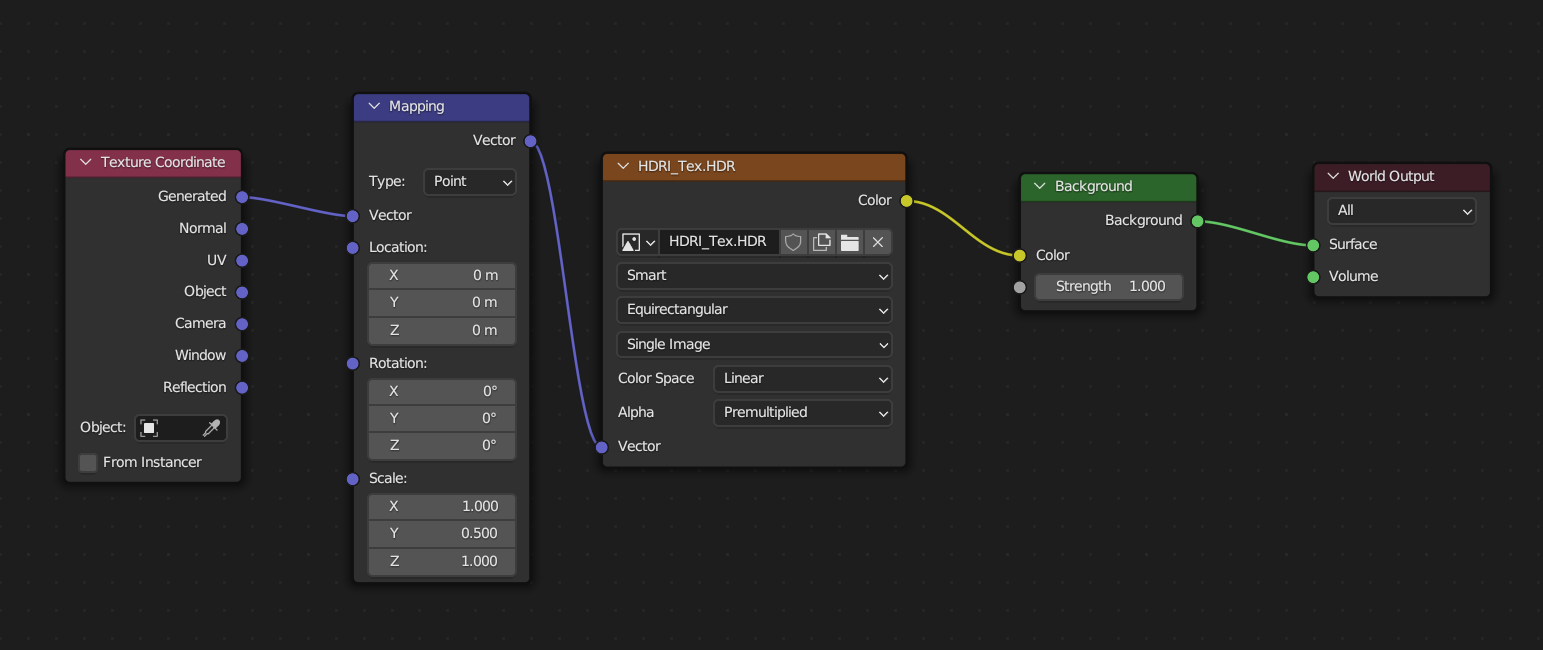 Texture Coordinate
Generated
Normal
UV
Object
Camera
Window
Reflection
Object:
From Instancer
Mapping
Vector
Type: Point
Vector
Location:
X 0 m
Y 0 m
Z 0 m
Rotation:
X 0°
Y 0°
Z 0°
Scale:
X 1.000
Y 0.500
Z 1.000
HDRI_Tex.HDR
Color
HDRI_Tex.HDR
Smart
Equirectangular
Single Image
Color Space Linear
Alpha Premultiplied
Vector
Background
Background
Color
Strength 1.000
World Output
All
Surface
Volume